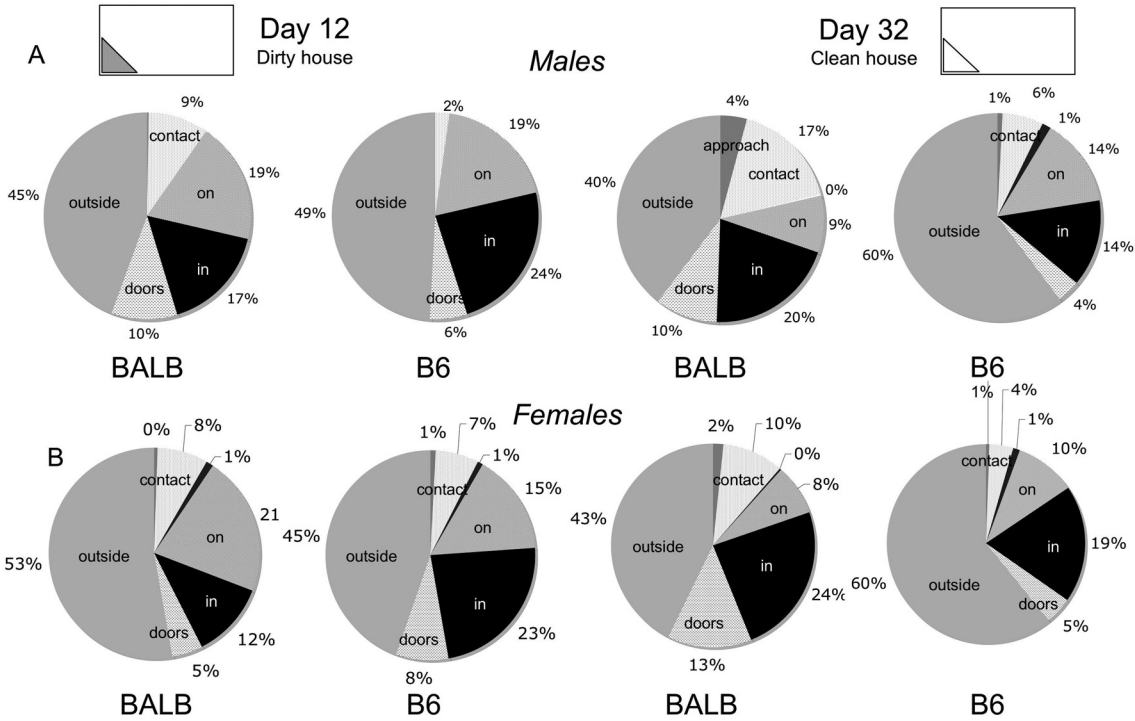 A
Day 12
Dirty house
Males
Day 32
Clean house
9%
contact
19%
on
45%
outside
in
17%
doors
10%
BALB
2%
19%
on
49%
outside
in
24%
doors
6%
B6
4%
approach
17%
contact
0%
40%
outside
on
9%
in
doors
20%
10%
BALB
1%
6%
1%
contact
14%
on
outside
in
60%
14%
4%
B6
Females
B
0%
8%
1%
contact
21
on
53%
outside
in
doors
12%
5%
BALB
1%
7%
1%
contact
15%
on
45%
outside
in
doors
23%
8%
B6
2%
10%
0%
contact
8%
on
43%
outside
in
24%
doors
13%
BALB
1%
4%
1%
contact
10%
on
in
19%
60%
outside
doors
5%
B6